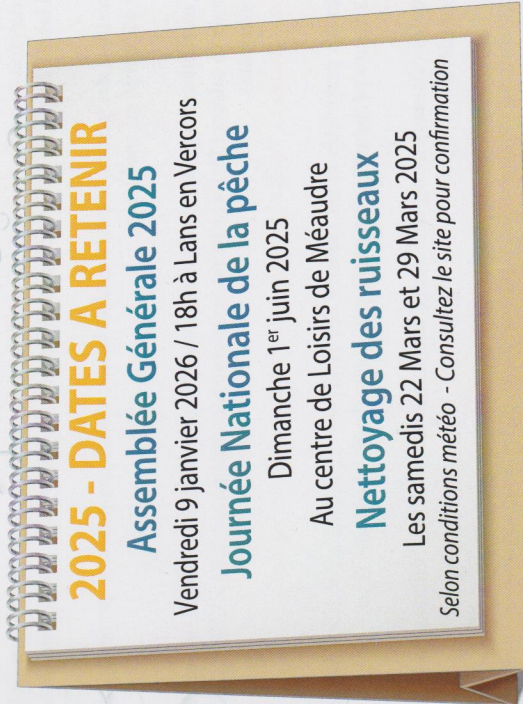 2025 - DATES A RETENIR
Assemblée Générale 2025
Vendredi 9 janvier 2026 / 18h à Lans en Vercors
Journée Nationale de la pêche
Dimanche 1er juin 2025
Au centre de Loisirs de Méaudre
Nettoyage des ruisseaux
Les samedis 22 Mars et 29 Mars 2025
Selon conditions météo - Consultez le site pour confirmation